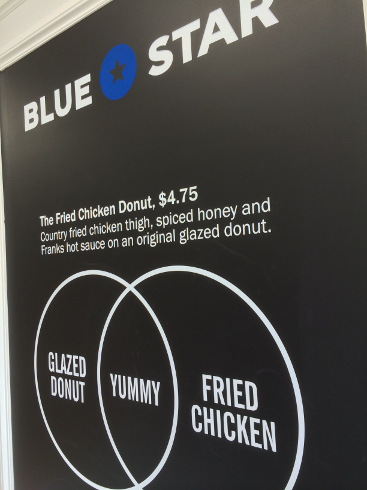 BLUE STAR
The Fried Chicken Donut, $4.75
Country fried chicken thigh, spiced honey and
Franks hot sauce on an original glazed donut.
GLAZED
DONUT
YUMMY
FRIED
CHICKEN